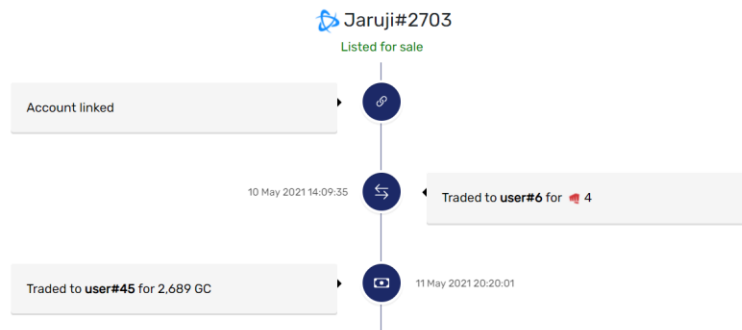 Jaruji#2703
Listed for sale
Account linked
10 May 2021 14:09:35
Traded to user#6 for 4
Traded to user#45 for 2,689 GC
11 May 2021 20:20:01